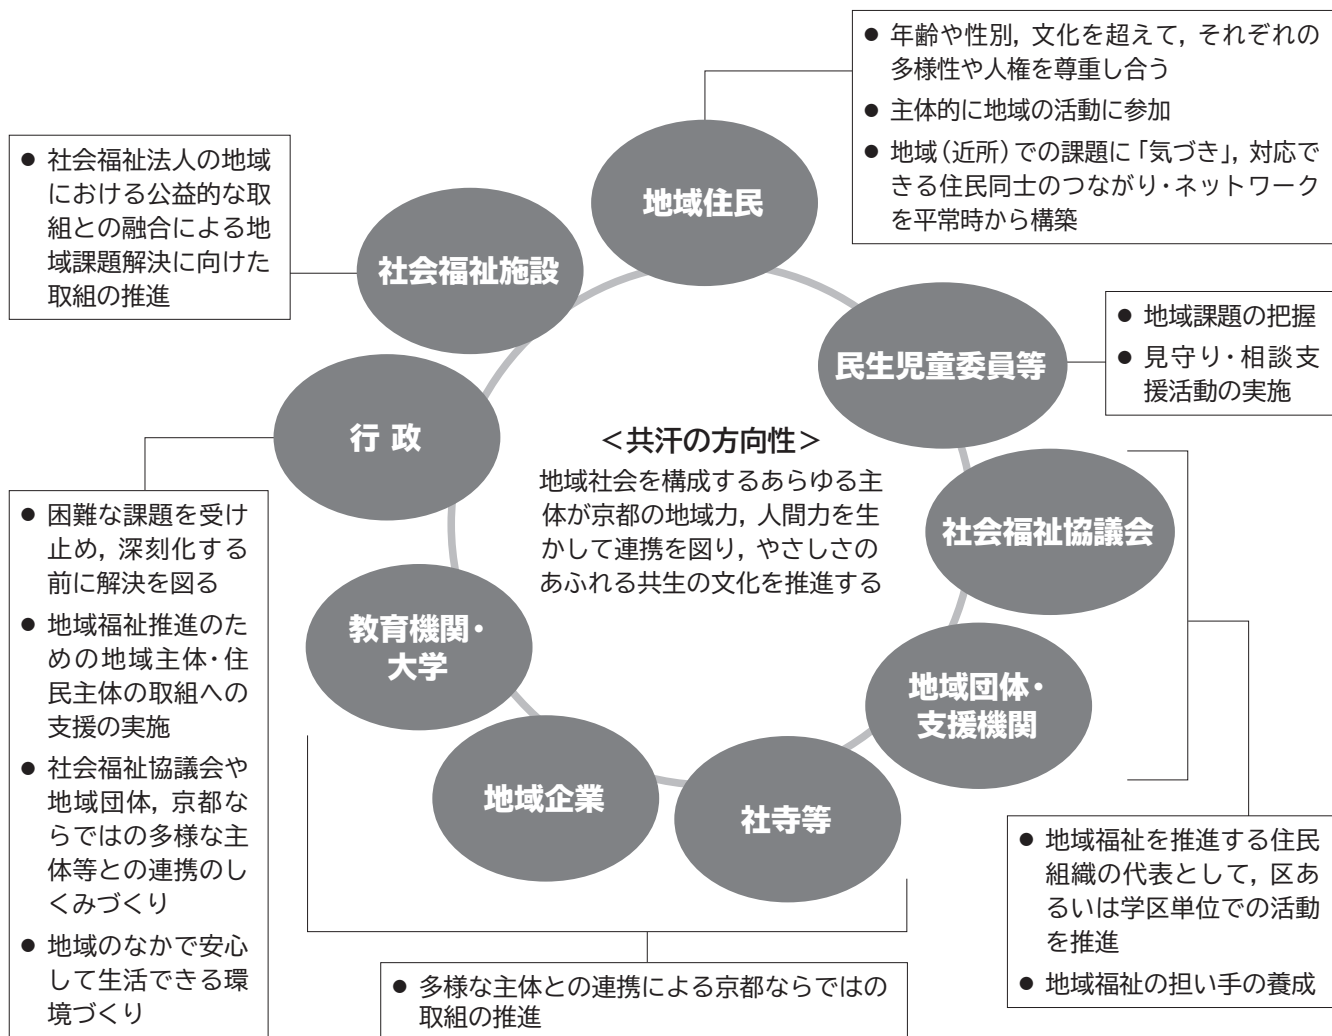 ● 年齢や性別，文化を超えて，それぞれの
多様性や人権を尊重し合う
● 主体的に地域の活動に参加
● 地域（近所）での課題に「気づき」，対応で
きる住民同士のつながり・ネットワーク
を平常時から構築
● 社会福祉法人の地域
における公益的な取
組との融合による地
域課題解決に向けた
取組の推進
地域住民
社会福祉施設
民生児童委員等
● 地域課題の把握
● 見守り・相談支
援活動の実施
行 政
＜共汗の方向性＞
地域社会を構成するあらゆる主
体が京都の地域力，人間力を生
かして連携を図り，やさしさの
あふれる共生の文化を推進する
社会福祉協議会
● 困難な課題を受け
止め，深刻化する
前に解決を図る
● 地域福祉推進のた
めの地域主体・住
民主体の取組への
支援の実施
● 社会福祉協議会や
地域団体，京都な
らではの多様な主
体等との連携のし
くみづくり
● 地域のなかで安心
して生活できる環
境づくり
教育機関・
大学
地域団体・
支援機関
地域企業
社寺等
● 地域福祉を推進する住民
組織の代表として，区あ
るいは学区単位での活動
を推進
● 地域福祉の担い手の養成
● 多様な主体との連携による京都ならではの
取組の推進